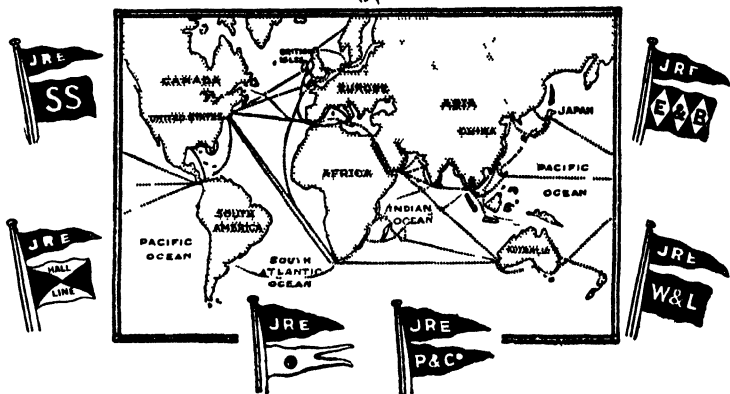 JRE
SS
JRE
HALL
LINE
CANADA
UNITED STATES
BRITISH
ISLES
EUROPE
ASIA
CHINA
JAPAN
AFRICA
INDIAN
OCEAN
PACIFIC
OCEAN
SOUTH
AMERICA
PACIFIC
OCEAN
SOUTH
ATLANTIC
OCEAN
AUSTRALIA
JRE
E & B
JRE
W&L
JRE
JRE
P&Co